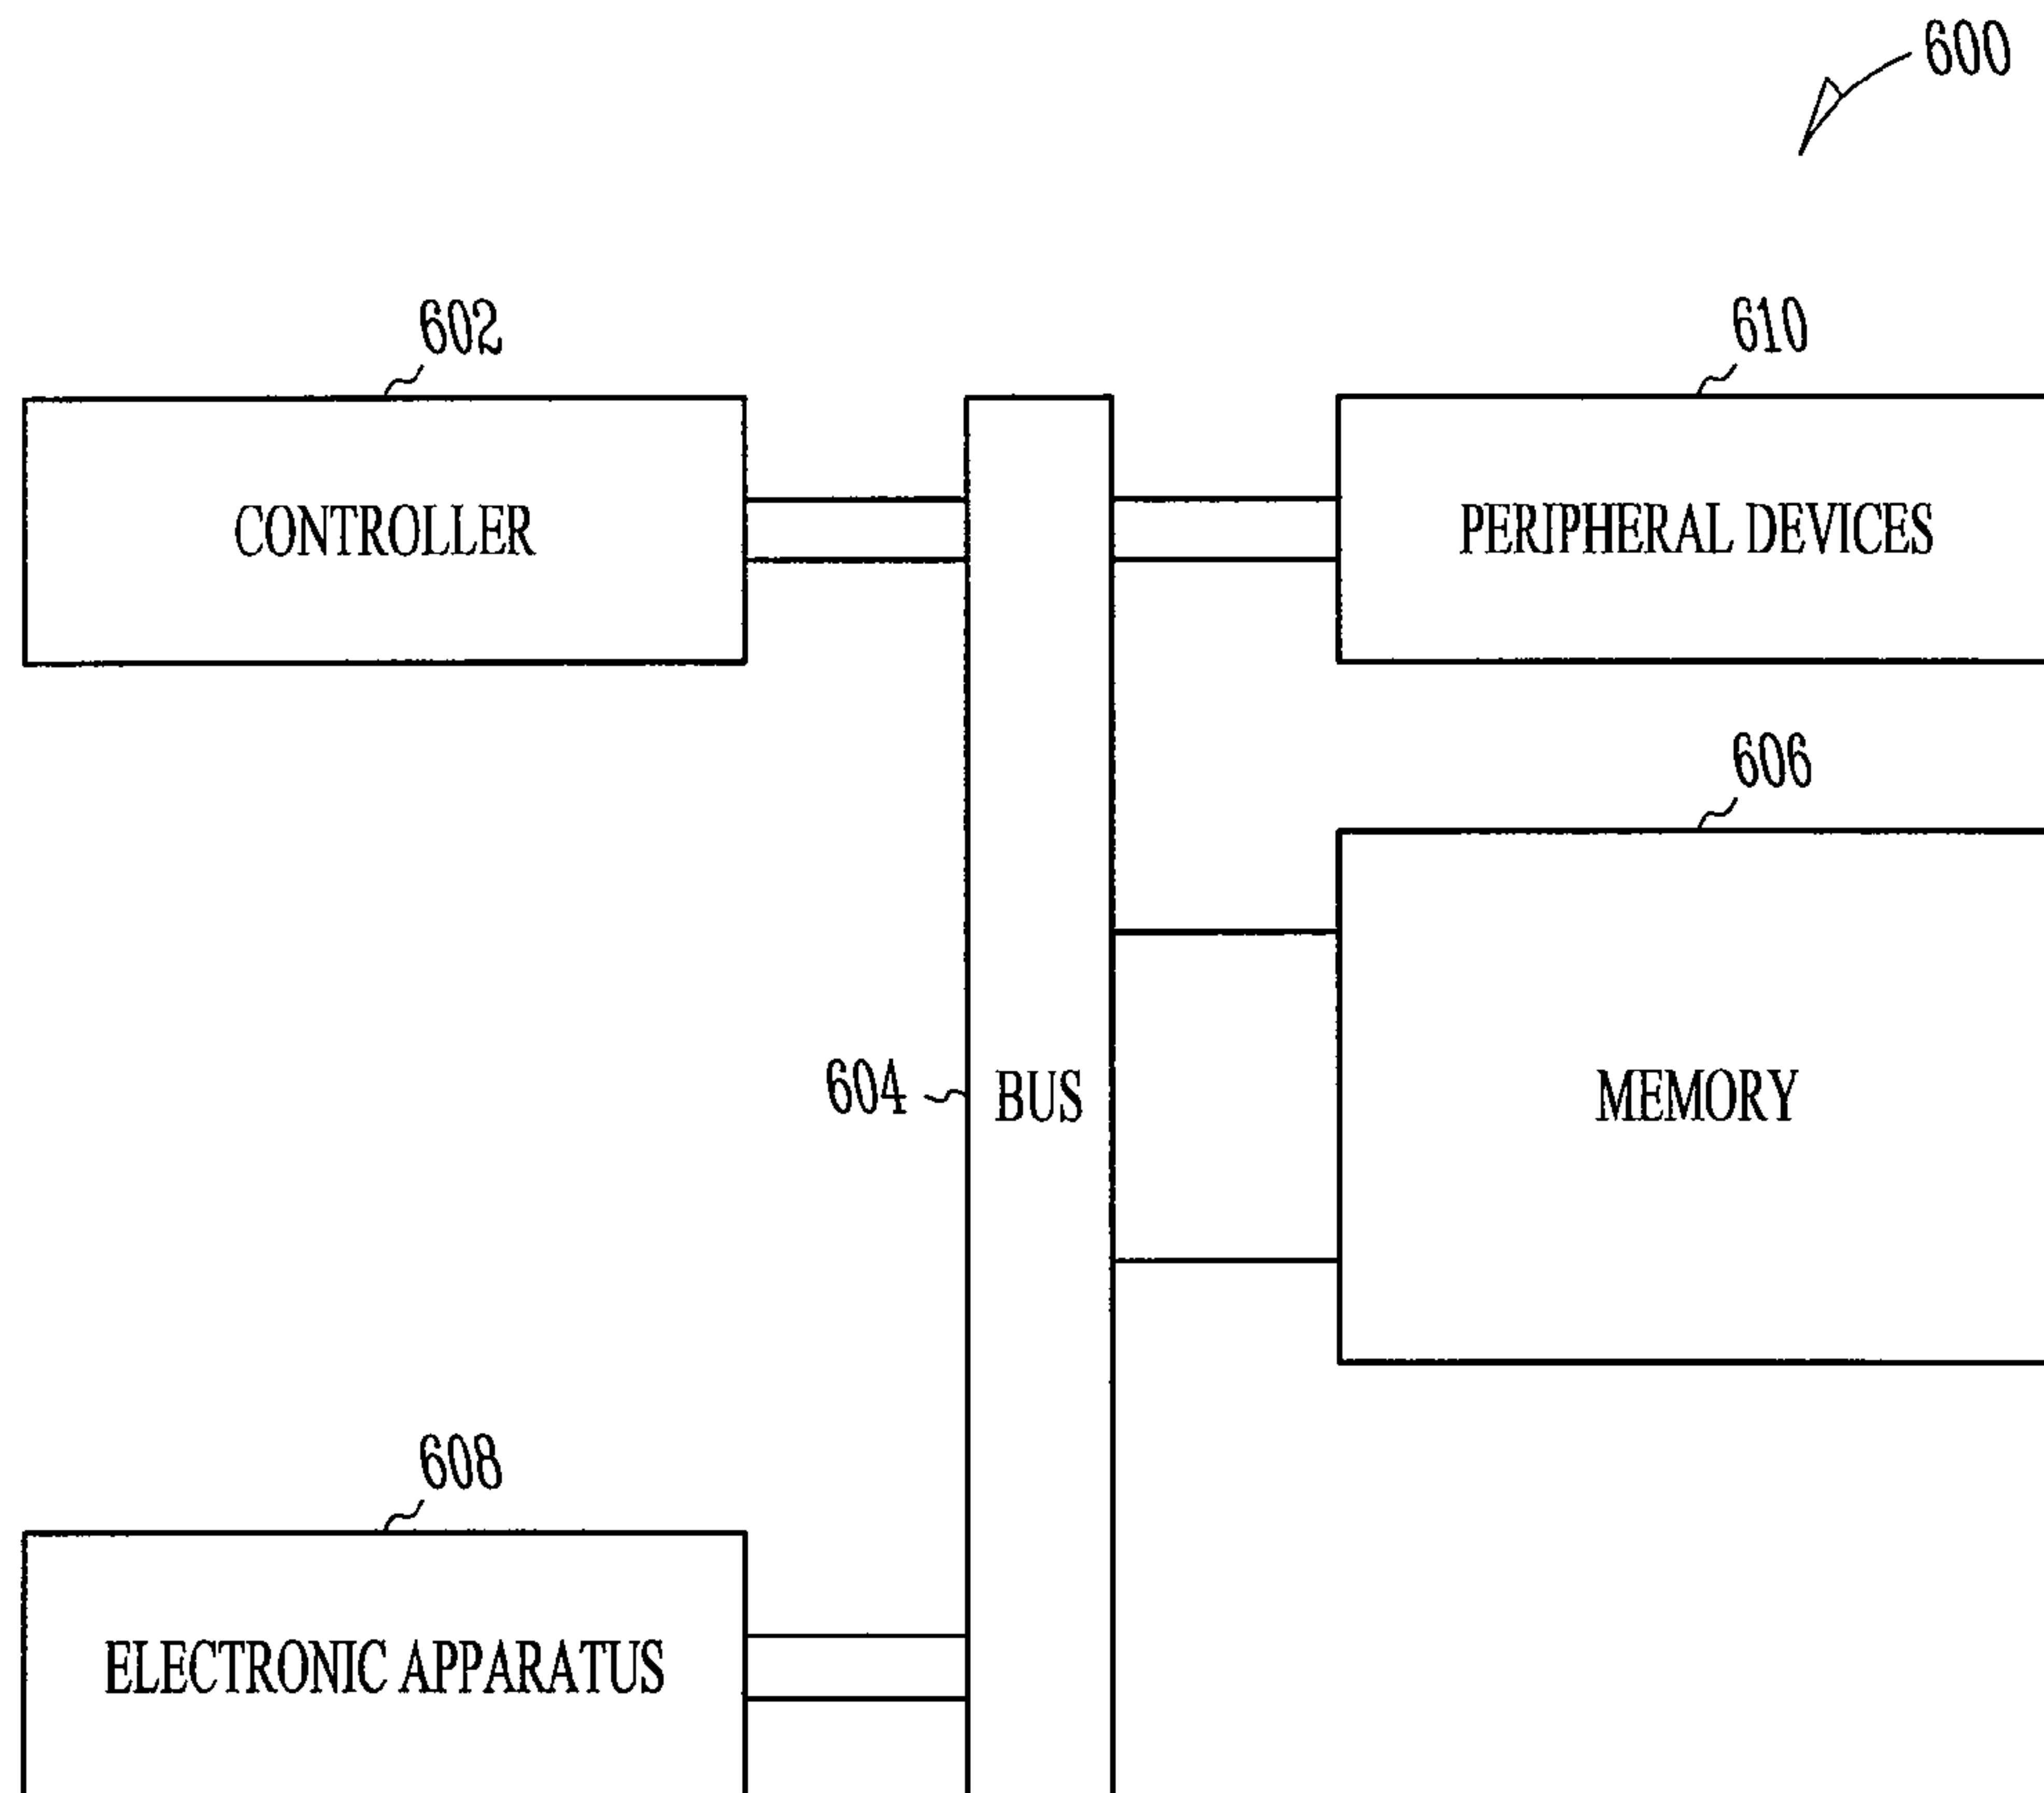 600
602
610
CONTROLLER
PERIPHERAL DEVICES
606
604
BUS
MEMORY
608
ELECTRONIC APPARATUS